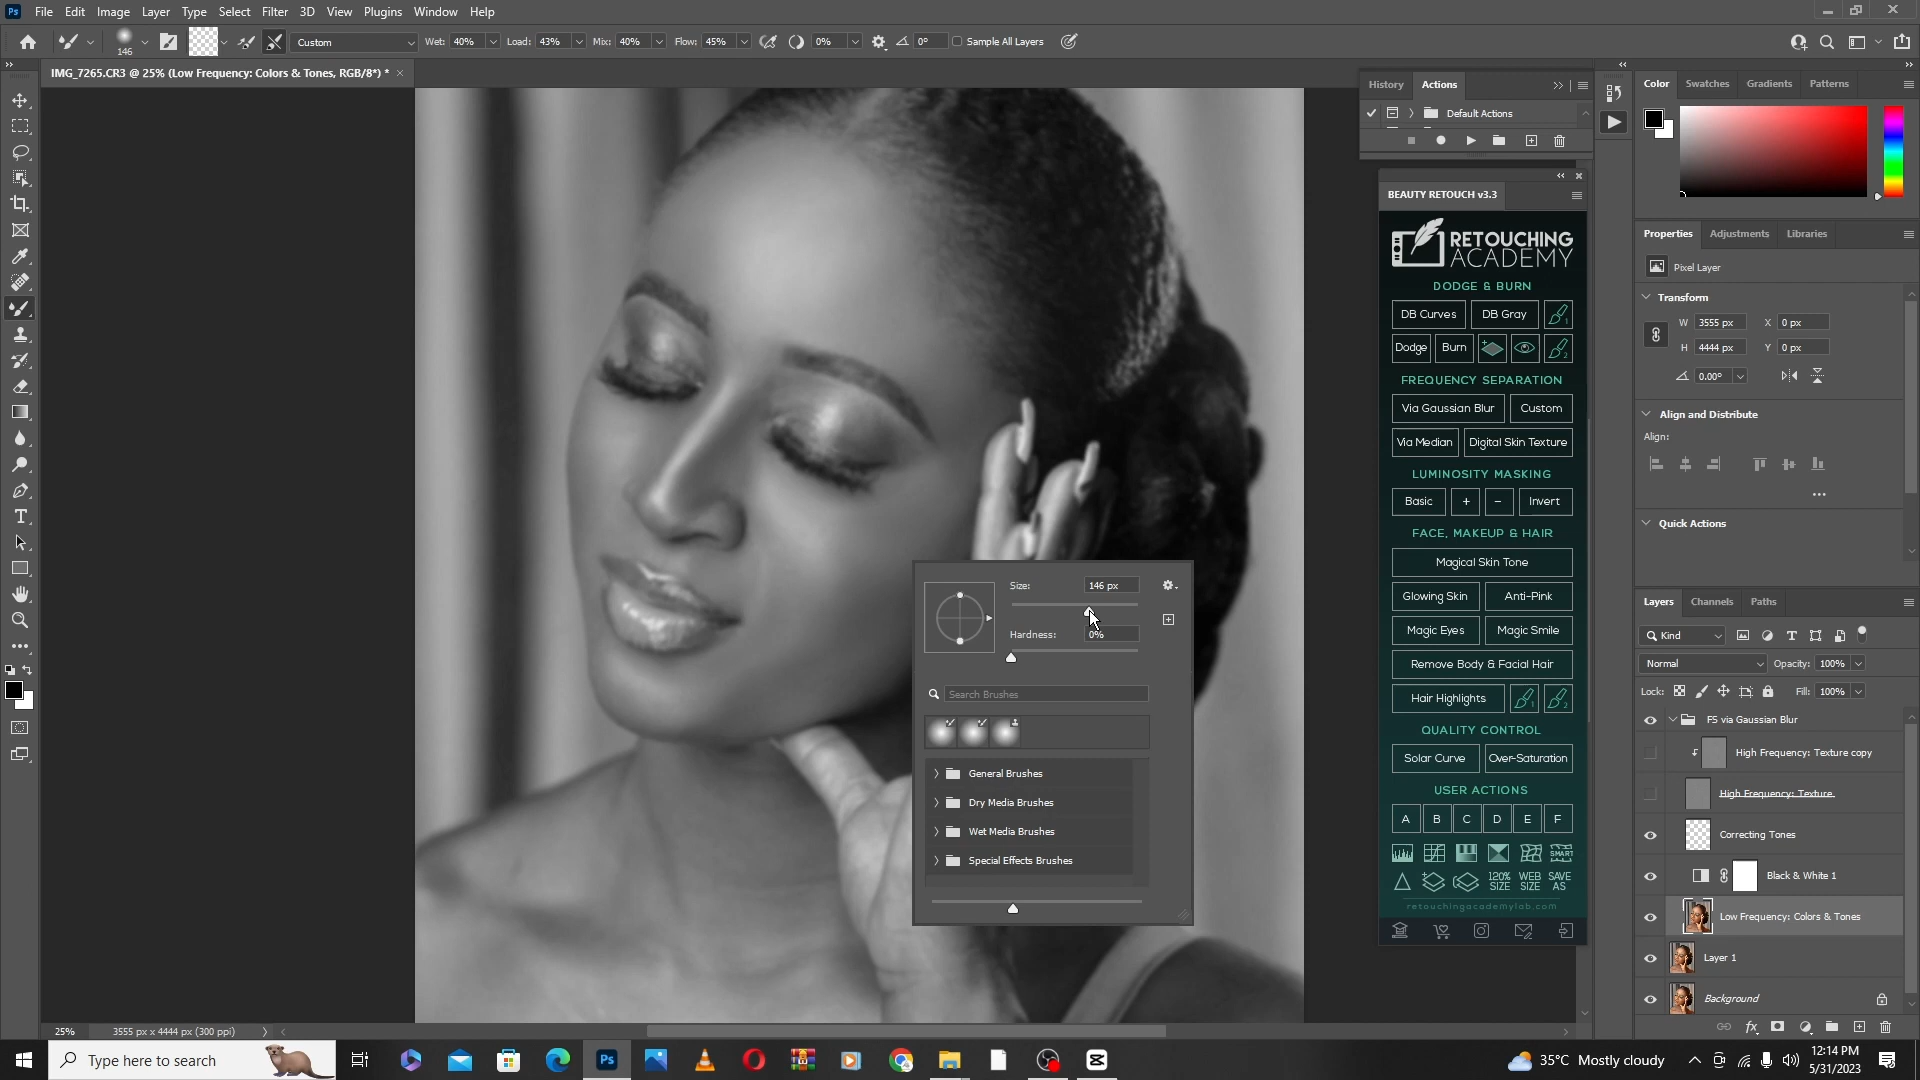 Ps File Edit Image Layer Type Select Filter 3D View Plugins Window Help
146 Custom Wet: 40% Load: 43% Mix: 40% Flow: 45% 0% 0° Sample All Layers
IMG_7265.CR3 @ 25% (Low Frequency: Colors & Tones, RGB/8*) *
History Actions
Default Actions
BEAUTY RETOUCH v3.3
RETOUCHING
ACADEMY
DODGE & BURN
DB Curves DB Gray 1
Dodge Burn 2
FREQUENCY SEPARATION
Via Gaussian Blur Custom
Via Median Digital Skin Texture
LUMINOSITY MASKING
Basic + − Invert
FACE, MAKEUP & HAIR
Magical Skin Tone
Glowing Skin Anti-Pink
Magic Eyes Magic Smile
Remove Body & Facial Hair
Hair Highlights 1 2
QUALITY CONTROL
Solar Curve Over-Saturation
USER ACTIONS
A B C D E F
SMART
120% SIZE WEB SIZE SAVE AS
retouchingacademylab.com
Size: 146 px
Hardness: 0%
Search Brushes
General Brushes
Dry Media Brushes
Wet Media Brushes
Special Effects Brushes
Color Swatches Gradients Patterns
Properties Adjustments Libraries
Pixel Layer
Transform
W 3555 px X 0 px
H 4444 px Y 0 px
0.00°
Align and Distribute
Align:
Quick Actions
Layers Channels Paths
Kind
Normal Opacity: 100%
Lock: Fill: 100%
FS via Gaussian Blur
High Frequency: Texture copy
High Frequency: Texture
Correcting Tones
Black & White 1
Low Frequency: Colors & Tones
Layer 1
Background
25% 3555 px x 4444 px (300 ppi)
Type here to search
35°C Mostly cloudy
12:14 PM
5/31/2023